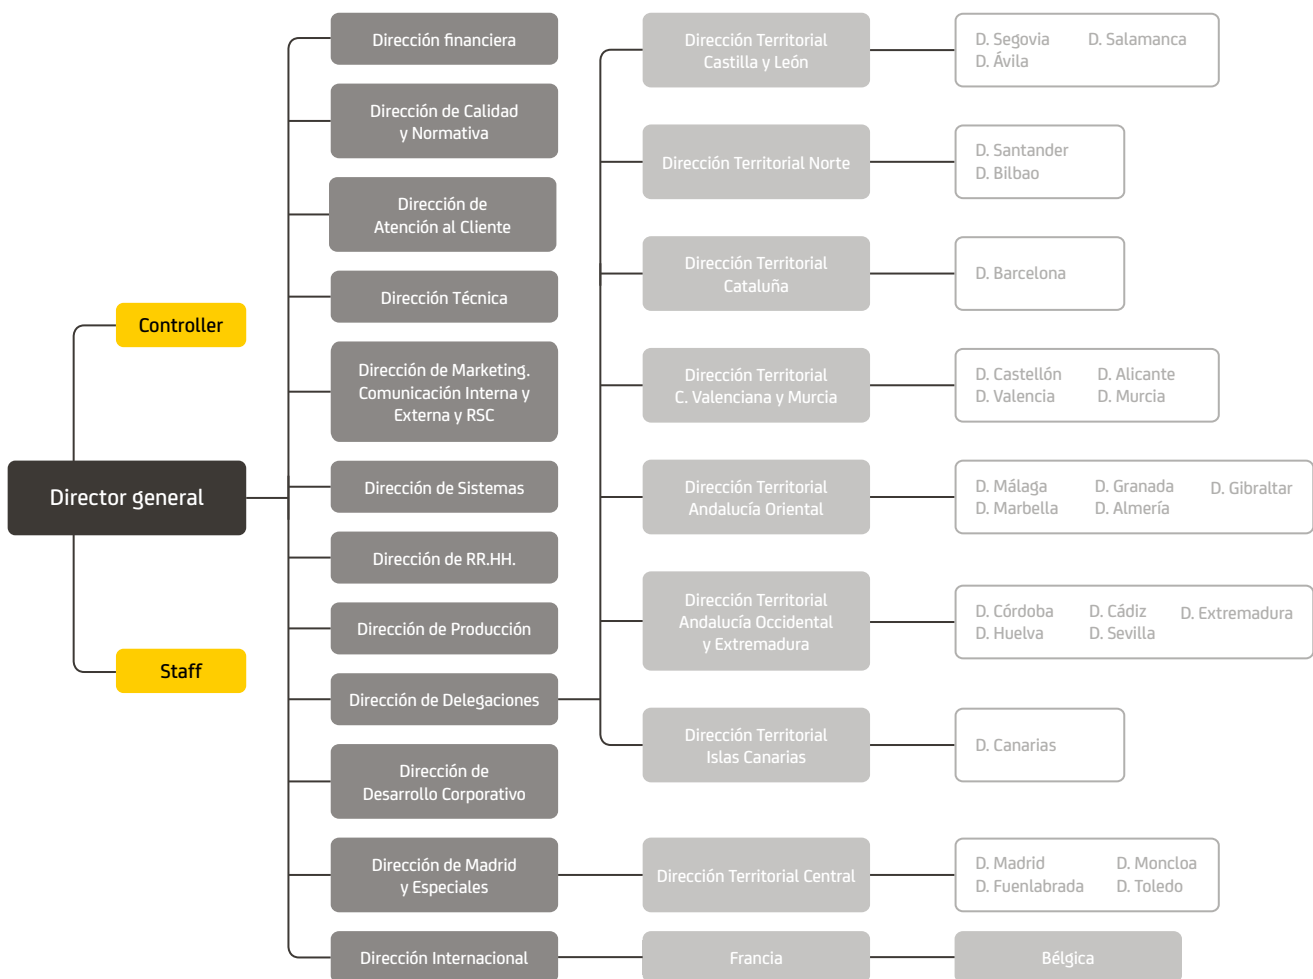 Controller
Director general
Staff
Dirección financiera
Dirección de Calidad
y Normativa
Dirección de
Atención al Cliente
Dirección Técnica
Dirección de Marketing.
Comunicación Interna y
Externa y RSC
Dirección de Sistemas
Dirección de RR.HH.
Dirección de Producción
Dirección de Delegaciones
Dirección de
Desarrollo Corporativo
Dirección de Madrid
y Especiales
Dirección Internacional
Dirección Territorial
Castilla y León
D. Segovia D. Salamanca
D. Ávila
Dirección Territorial Norte
D. Santander
D. Bilbao
Dirección Territorial
Cataluña
D. Barcelona
Dirección Territorial
C. Valenciana y Murcia
D. Castellón D. Alicante
D. Valencia D. Murcia
Dirección Territorial
Andalucía Oriental
D. Málaga D. Granada D. Gibraltar
D. Marbella D. Almería
Dirección Territorial
Andalucía Occidental
y Extremadura
D. Córdoba D. Cádiz D. Extremadura
D. Huelva D. Sevilla
Dirección Territorial
Islas Canarias
D. Canarias
Dirección Territorial Central
D. Madrid D. Moncloa
D. Fuenlabrada D. Toledo
Francia
Bélgica